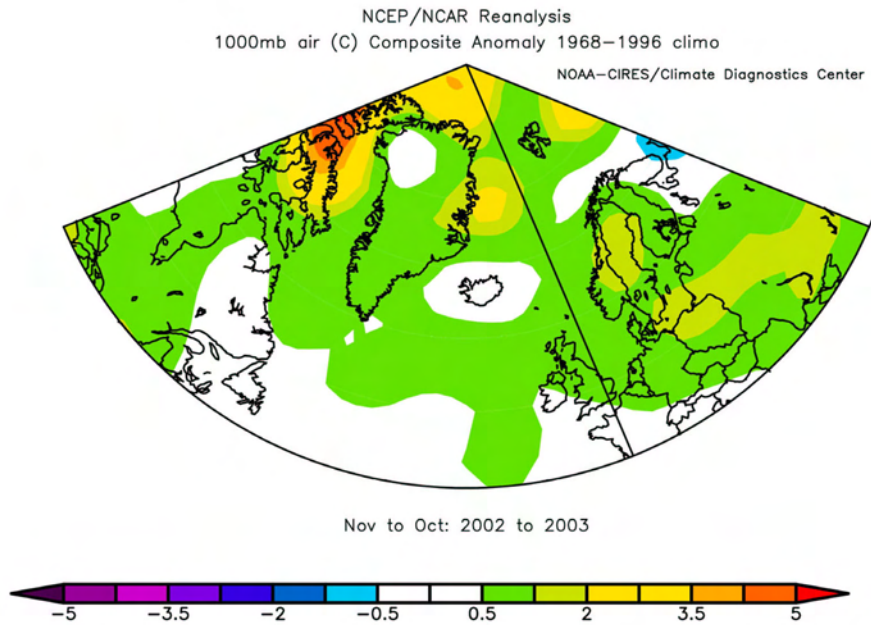 NCEP/NCAR Reanalysis
1000mb air (C) Composite Anomaly 1968−1996 climo
NOAA−CIRES/Climate Diagnostics Center
Nov to Oct: 2002 to 2003
−5 −3.5 −2 −0.5 0.5 2 3.5 5